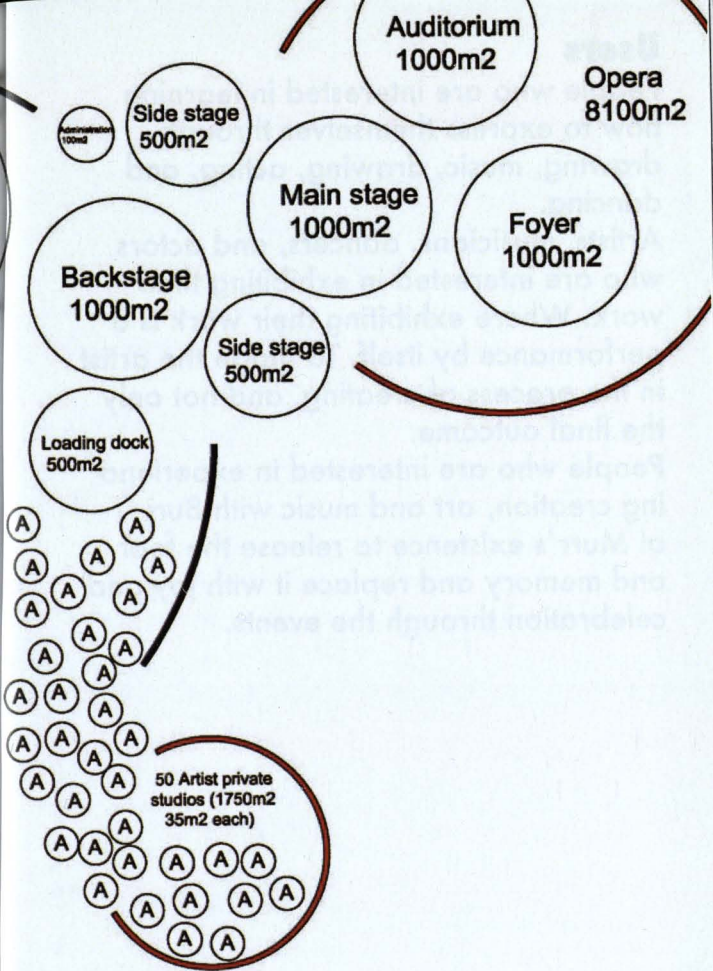 Auditorium
1000m2
Opera
8100m2
Administration
100m2
Side stage
500m2
Main stage
1000m2
Foyer
1000m2
Backstage
1000m2
Side stage
500m2
Loading dock
500m2
A A
A A A
A A A
A A
A A
A A A
A A A
A A A
A
50 Artist private
studios (1750m2
35m2 each)
A A A A
A A A
A A A A A
A A